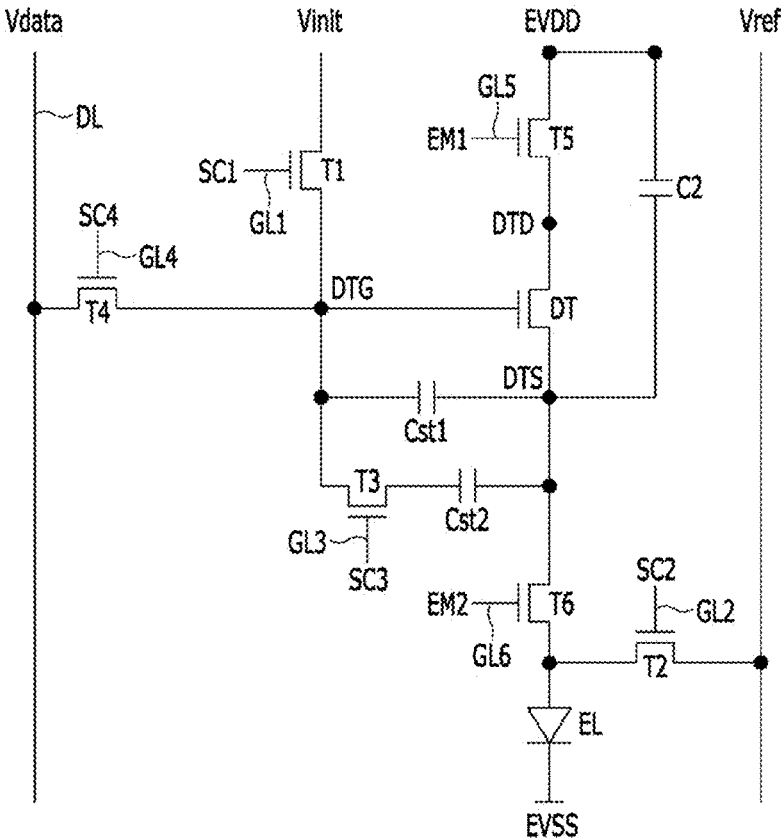 Vdata
Vinit
EVDD
Vref
DL
GL5
EM1
T5
SC1
T1
GL1
C2
SC4
GL4
DTD
T4
DTG
DT
DTS
Cst1
T3
Cst2
GL3
SC3
SC2
EM2
T6
GL2
GL6
T2
EL
EVSS